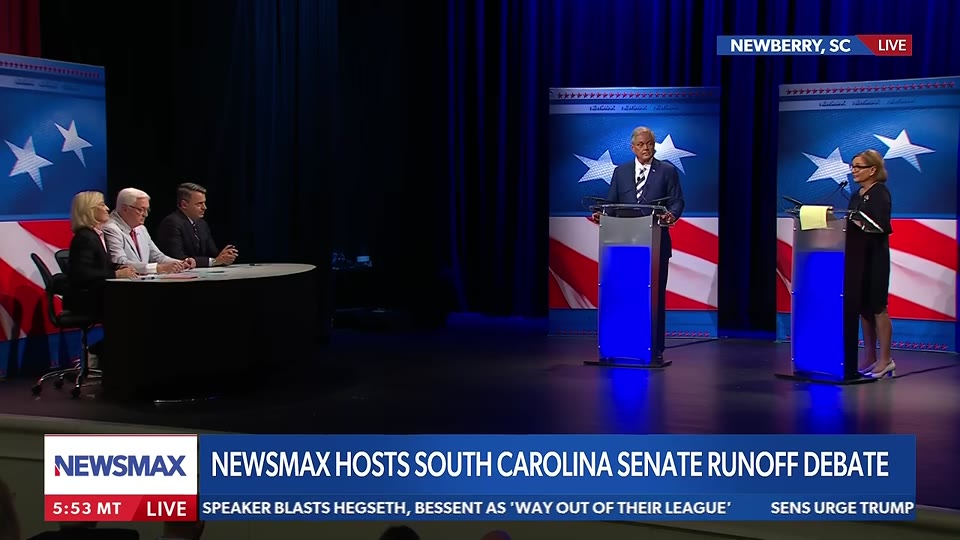 NEWBERRY, SC LIVE
NEWSMAX NEWSMAX HOSTS SOUTH CAROLINA SENATE RUNOFF DEBATE
5:53 MT LIVE SPEAKER BLASTS HEGSETH, BESSENT AS 'WAY OUT OF THEIR LEAGUE' SENS URGE TRUMP